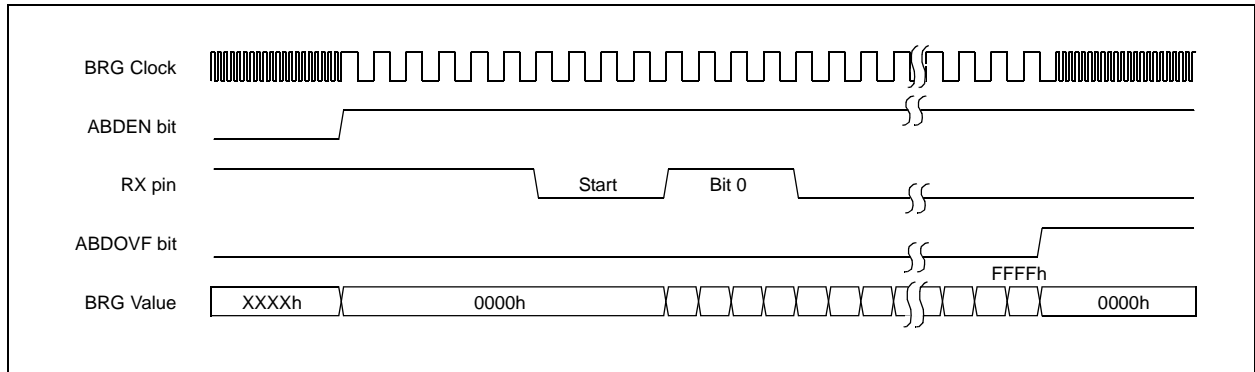 BRG Clock
ABDEN bit
RX pin
Start
Bit 0
ABDOVF bit
FFFFh
BRG Value
XXXXh
0000h
0000h